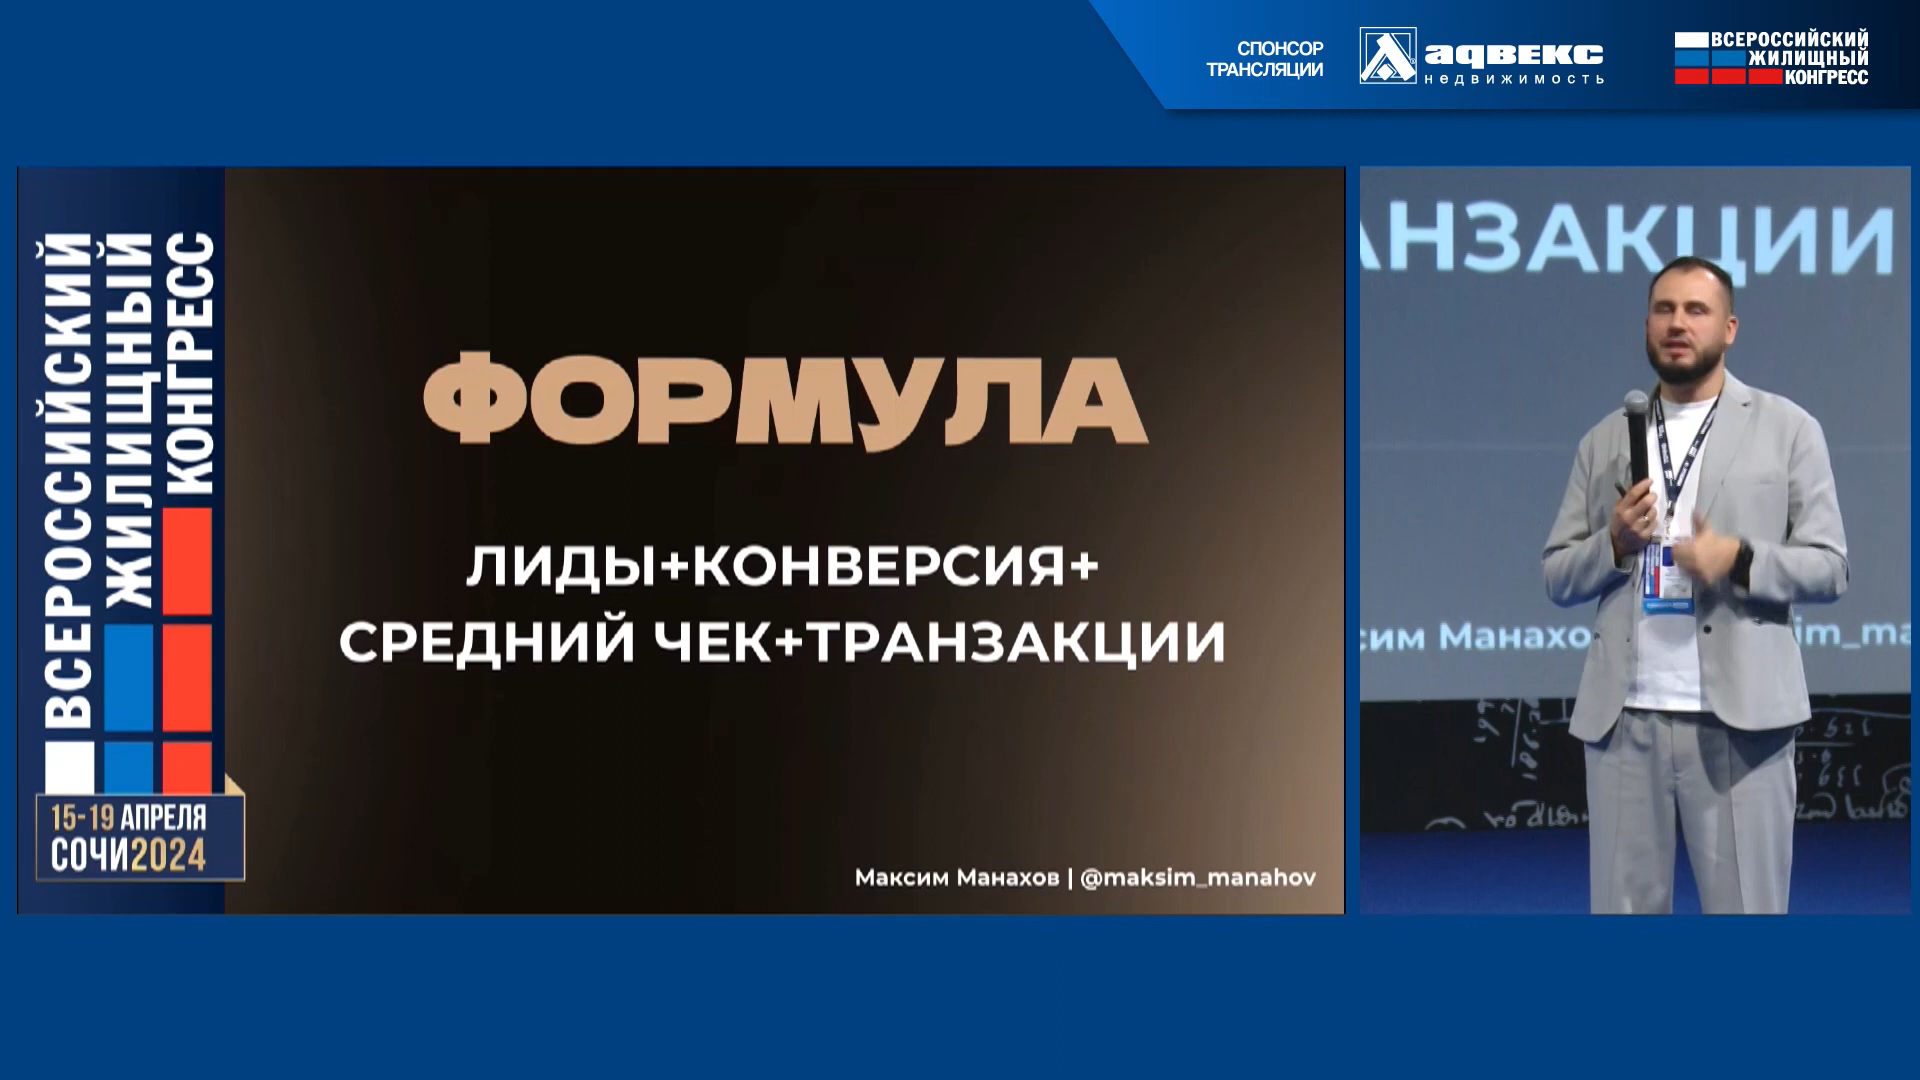 СПОНСОР
ТРАНСЛЯЦИИ
адвекс
недвижимость
ВСЕРОССИЙСКИЙ
ЖИЛИЩНЫЙ
КОНГРЕСС
ВСЕРОССИЙСКИЙ
ЖИЛИЩНЫЙ
КОНГРЕСС
15-19 АПРЕЛЯ
СОЧИ2024
ФОРМУЛА
ЛИДЫ+КОНВЕРСИЯ+
СРЕДНИЙ ЧЕК+ТРАНЗАКЦИИ
Максим Манахов | @maksim_manahov
АНЗАКЦИИ
сим Манахо
im_ma